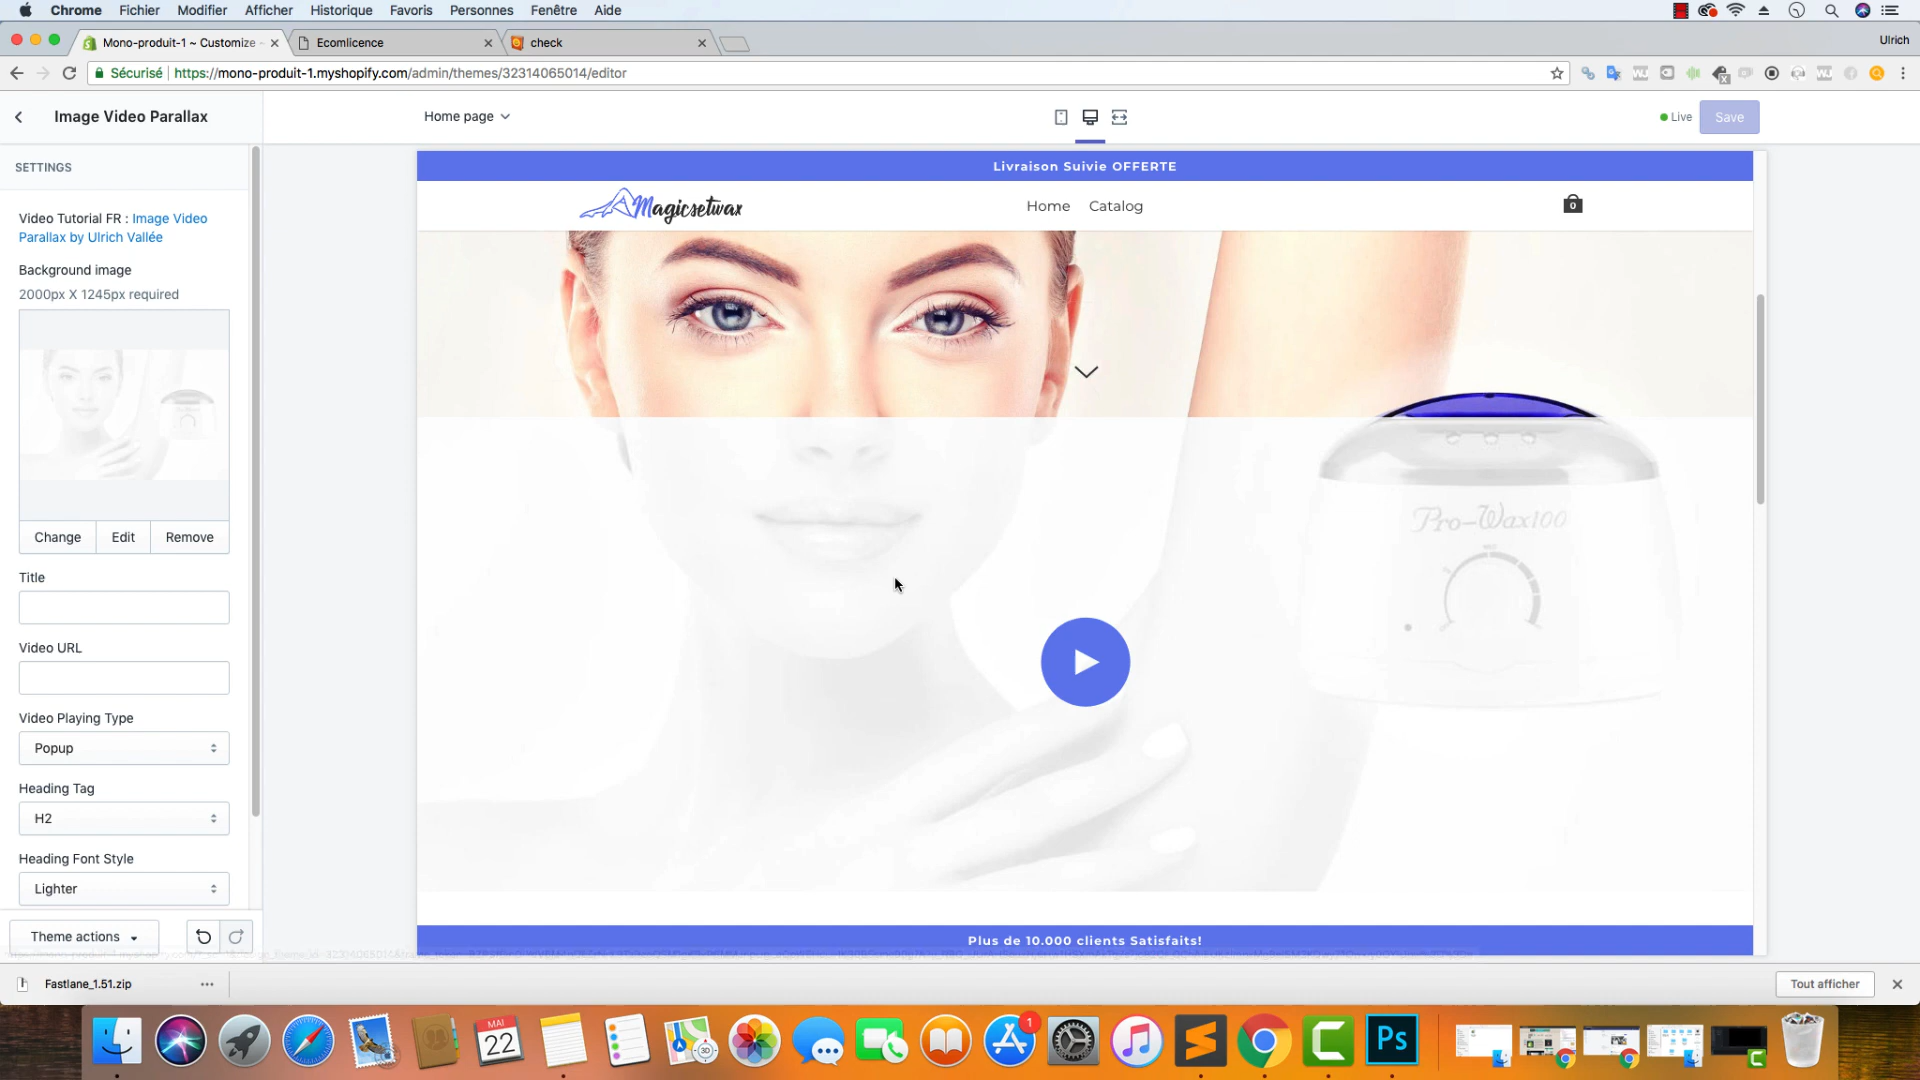 Chrome Fichier Modifier Afficher Historique Favoris Personnes Fenêtre Aide
Mono-produit-1 ~ Customize Ecomlicence check Ulrich
Sécurisé https://mono-produit-1.myshopify.com/admin/themes/32314065014/editor
Image Video Parallax
Home page
Live
Save
SETTINGS
Video Tutorial FR : Image Video
Parallax by Ulrich Vallée
Background image
2000px X 1245px required
Change Edit Remove
Title
Video URL
Video Playing Type
Popup
Heading Tag
H2
Heading Font Style
Lighter
Theme actions
Livraison Suivie OFFERTE
Magicsetwax
Home Catalog
0
Pro-Wax100
Plus de 10.000 clients Satisfaits!
Fastlane_1.51.zip
Tout afficher
MAI
22
3D
1
Ps